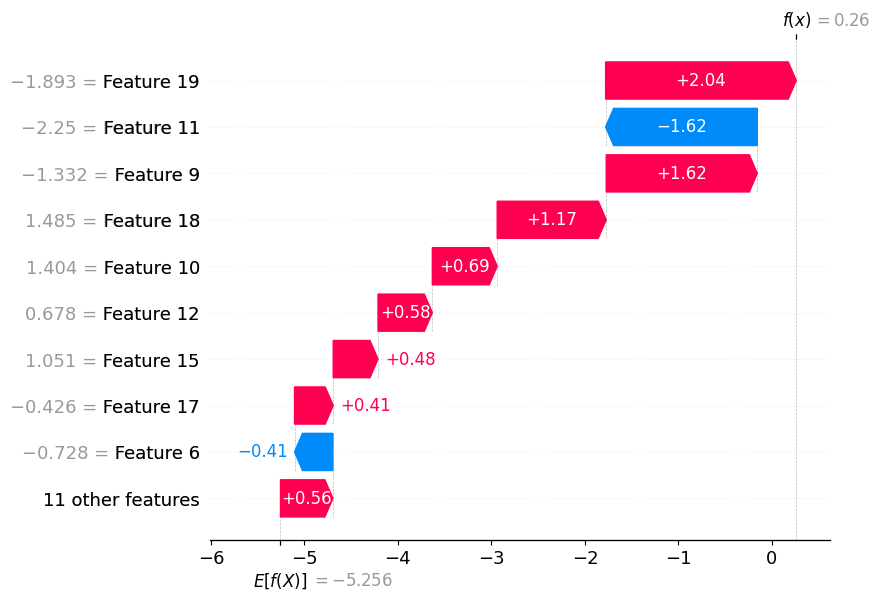 f(x) = 0.26
−1.893 = Feature 19 +2.04
−2.25 = Feature 11 −1.62
−1.332 = Feature 9 +1.62
1.485 = Feature 18 +1.17
1.404 = Feature 10 +0.69
0.678 = Feature 12 +0.58
1.051 = Feature 15 +0.48
−0.426 = Feature 17 +0.41
−0.728 = Feature 6 −0.41
11 other features +0.56
−6 −5 −4 −3 −2 −1 0
E[f(X)] = −5.256